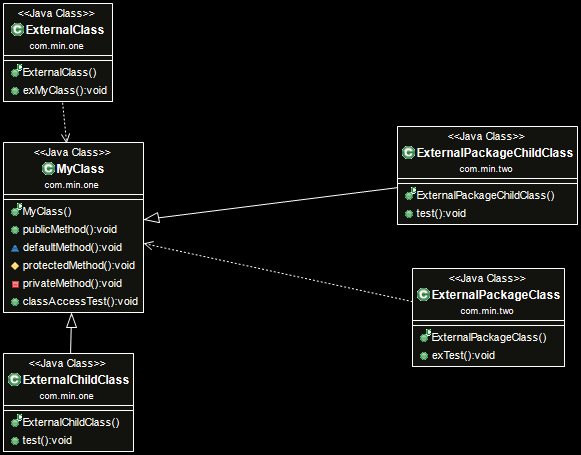 <<Java Class>>
ExternalClass
com.min.one
ExternalClass()
exMyClass():void
<<Java Class>>
MyClass
com.min.one
MyClass()
publicMethod():void
defaultMethod():void
protectedMethod():void
privateMethod():void
classAccessTest():void
<<Java Class>>
ExternalPackageChildClass
com.min.two
ExternalPackageChildClass()
test():void
<<Java Class>>
ExternalPackageClass
com.min.two
ExternalPackageClass()
exTest():void
<<Java Class>>
ExternalChildClass
com.min.one
ExternalChildClass()
test():void